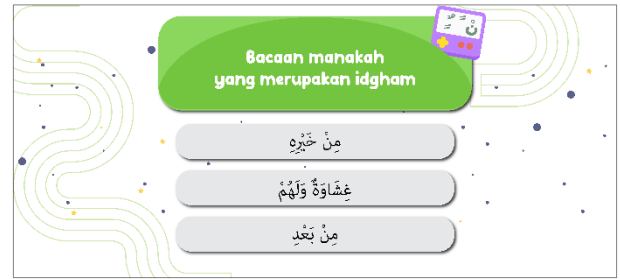 Bacaan manakah
yang merupakan idgham
مِنْ خَيْرِهِ
غِشَاوَةٌ وَلَهُمْ
مِنْ بَعْدِ